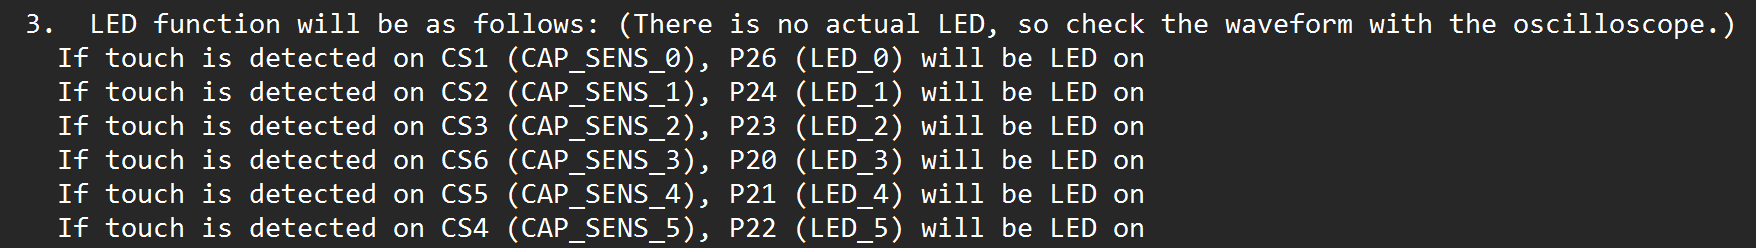 3.  LED function will be as follows: (There is no actual LED, so check the waveform with the oscilloscope.)
If touch is detected on CS1 (CAP_SENS_0), P26 (LED_0) will be LED on
If touch is detected on CS2 (CAP_SENS_1), P24 (LED_1) will be LED on
If touch is detected on CS3 (CAP_SENS_2), P23 (LED_2) will be LED on
If touch is detected on CS6 (CAP_SENS_3), P20 (LED_3) will be LED on
If touch is detected on CS5 (CAP_SENS_4), P21 (LED_4) will be LED on
If touch is detected on CS4 (CAP_SENS_5), P22 (LED_5) will be LED on